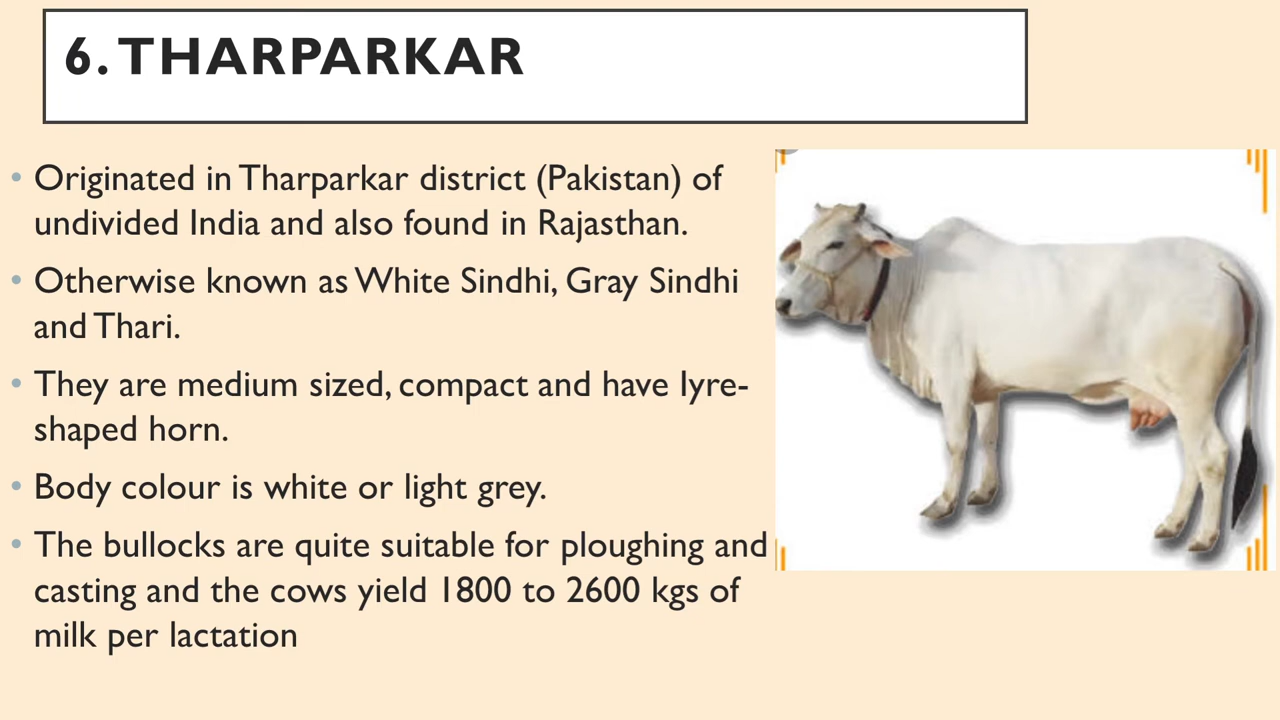 6. THARPARKAR
• Originated in Tharparkar district (Pakistan) of
undivided India and also found in Rajasthan.
• Otherwise known as White Sindhi, Gray Sindhi
and Thari.
• They are medium sized, compact and have lyre-
shaped horn.
• Body colour is white or light grey.
• The bullocks are quite suitable for ploughing and
casting and the cows yield 1800 to 2600 kgs of
milk per lactation